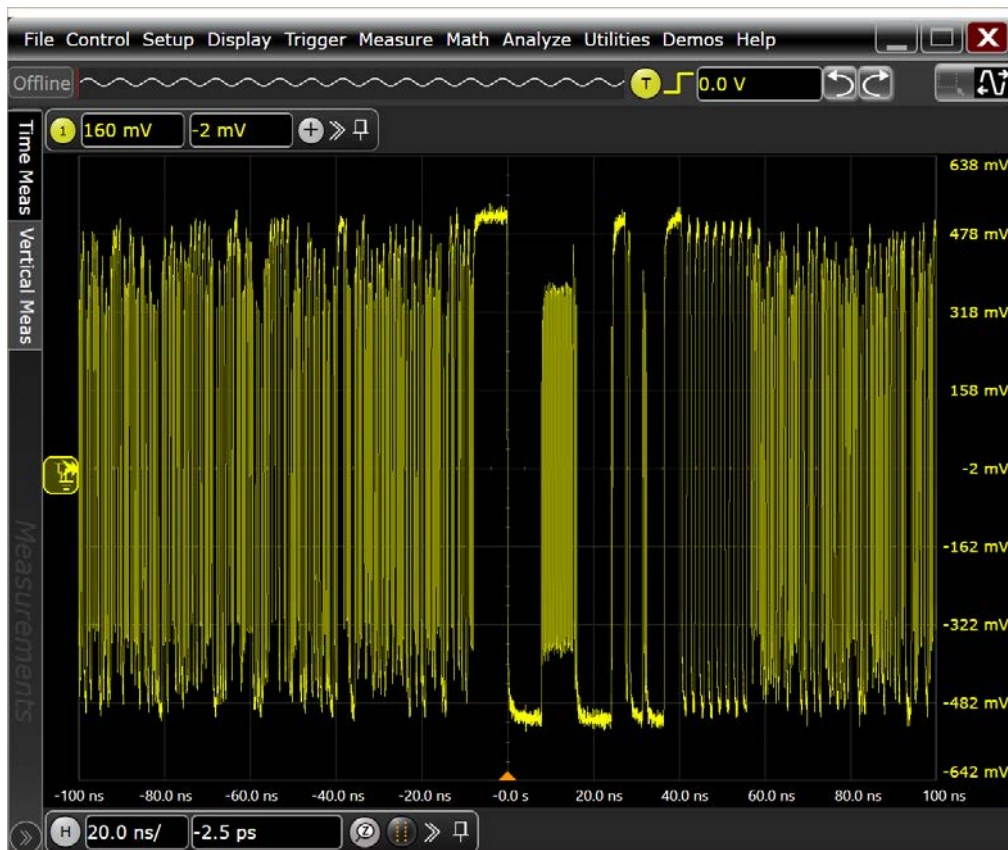 File Control Setup Display Trigger Measure Math Analyze Utilities Demos Help X
Offline T 0.0 V
1 160 mV -2 mV
Time Meas
Vertical Meas
Measurements
638 mV
478 mV
318 mV
158 mV
-2 mV
-162 mV
-322 mV
-482 mV
-642 mV
-100 ns -80.0 ns -60.0 ns -40.0 ns -20.0 ns -0.0 s 20.0 ns 40.0 ns 60.0 ns 80.0 ns 100 ns
H 20.0 ns/ -2.5 ps Z